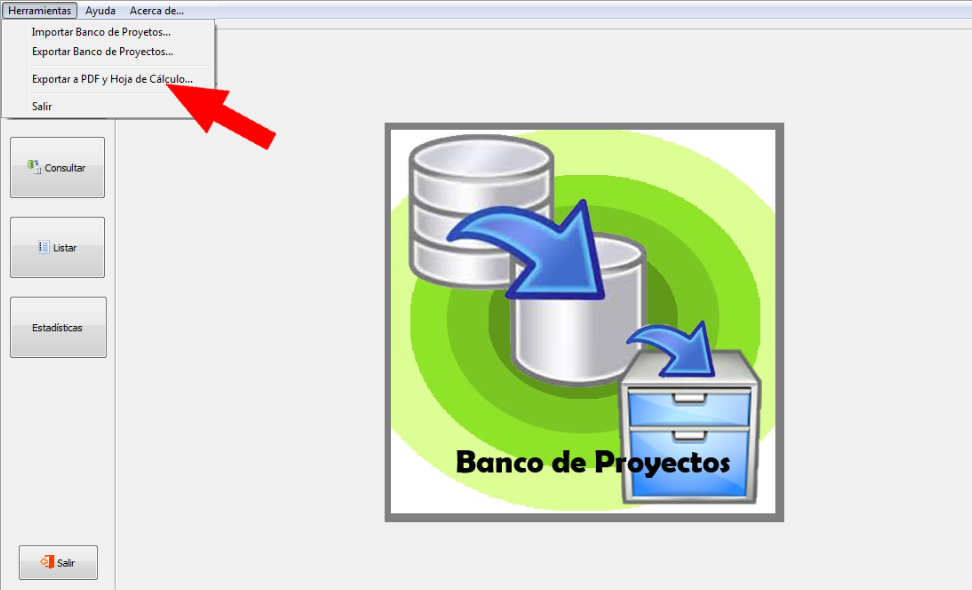 Herramientas Ayuda Acerca de...
Importar Banco de Proyetos...
Exportar Banco de Proyectos...
Exportar a PDF y Hoja de Cálculo...
Salir
Consultar
Listar
Estadísticas
Banco de Proyectos
Salir